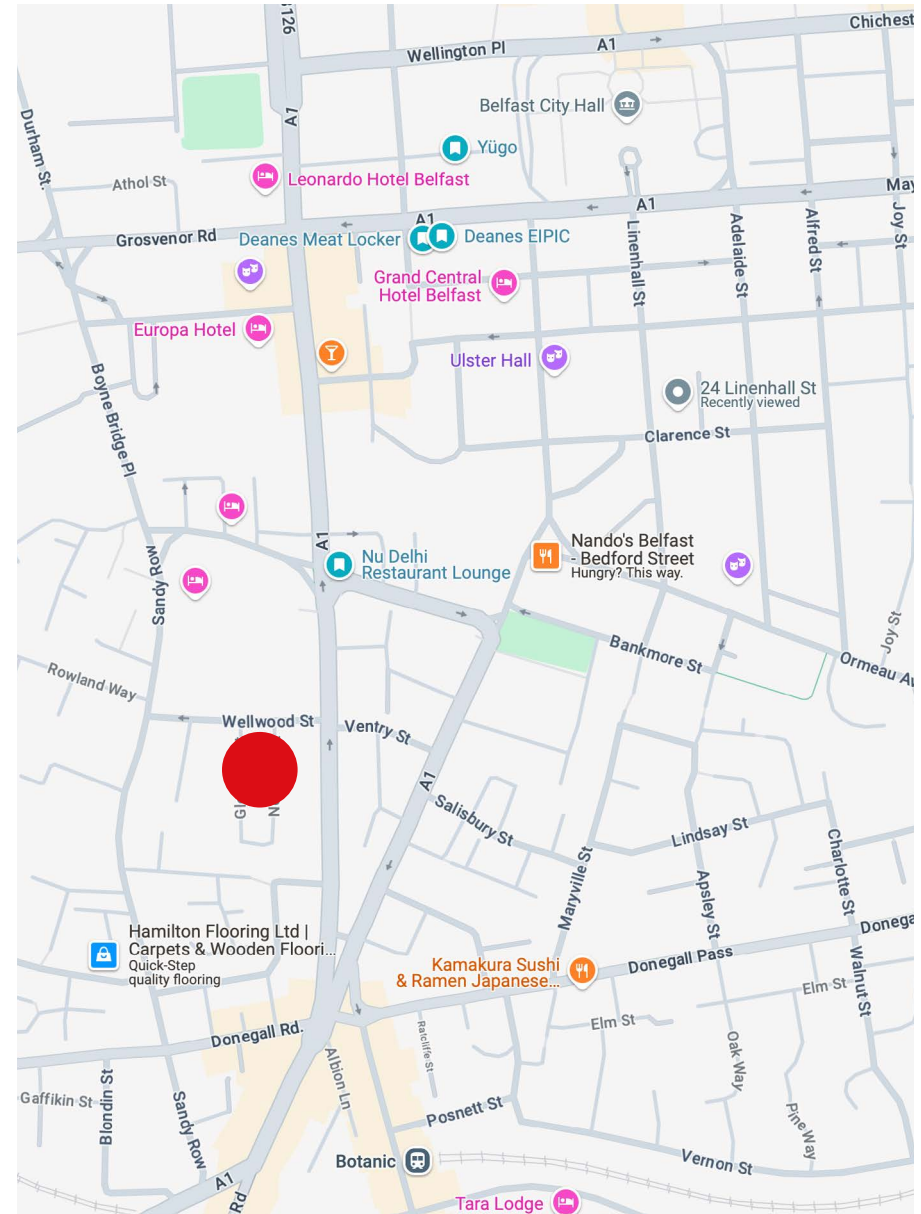 B126
Chichest
Wellington Pl
A1
A1
Belfast City Hall
Durham St.
Yügo
Athol St
Leonardo Hotel Belfast
May
A1
A1
Joy St
Grosvenor Rd
Deanes Meat Locker
Deanes EIPIC
Linenhall St
Adelaide St
Alfred St
Grand Central
Hotel Belfast
Europa Hotel
Ulster Hall
24 Linenhall St
Recently viewed
Boyne Bridge Pl
Clarence St
A1
Nando's Belfast
- Bedford Street
Hungry? This way.
Nu Delhi
Restaurant Lounge
Sandy Row
Joy St
Bankmore St
Ormeau Av
Rowland Way
Wellwood St
Ventry St
A1
Gl
N
Salisbury St
Lindsay St
Charlotte St
Maryville St
Apsley St
Hamilton Flooring Ltd |
Carpets & Wooden Floori...
Quick-Step
quality flooring
Donega
Donegall Pass
Walnut St
Kamakura Sushi
& Ramen Japanese...
Elm St
Elm St
Donegall Rd.
Ratcliffe St
Albion Ln
Oak Way
Gaffikin St
Blondin St
Sandy Row
Posnett St
Pine Way
Botanic
Vernon St
A1
Rd
Tara Lodge